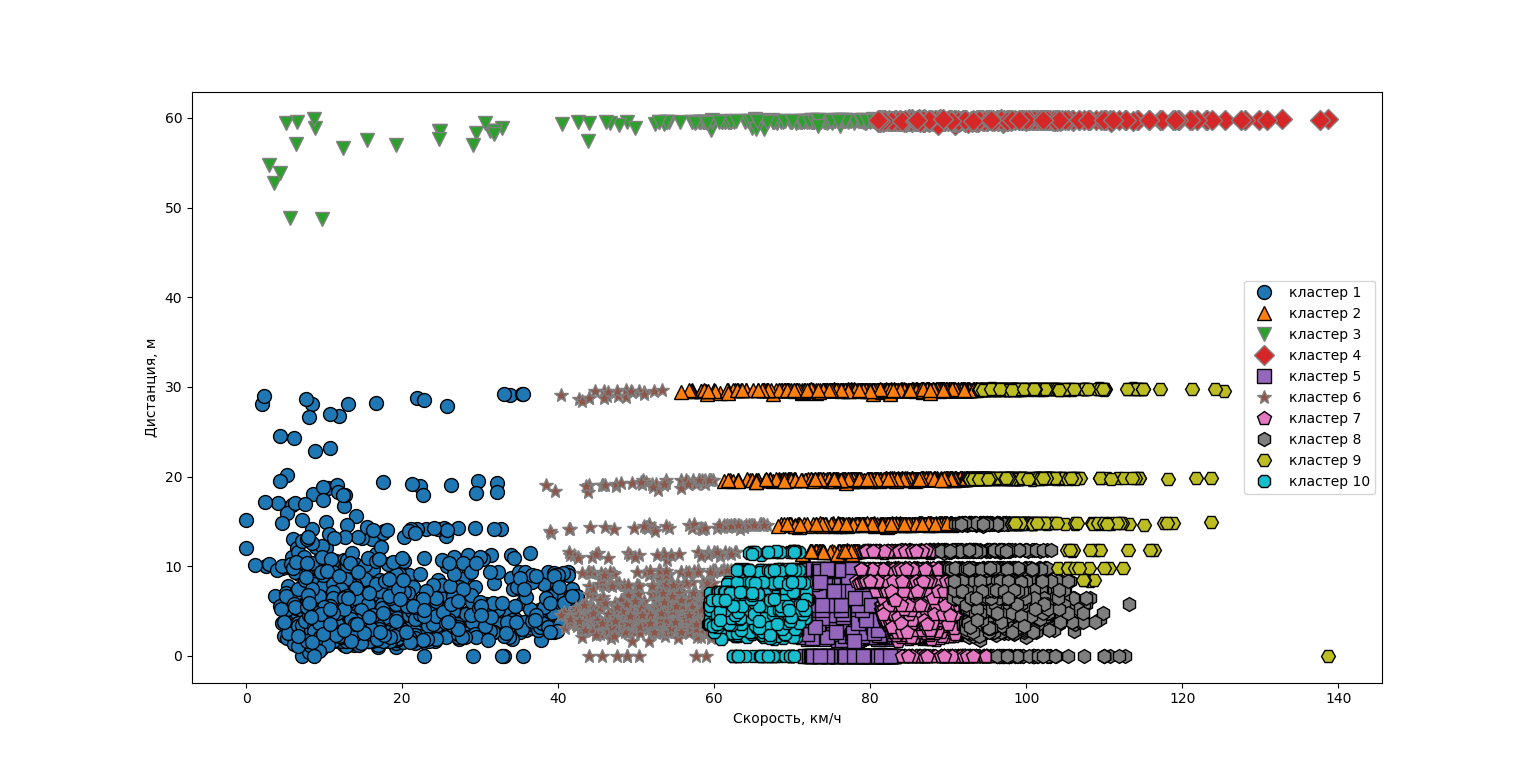 60
50
40
30
20
10
0
Дистанция, м
0 20 40 60 80 100 120 140
Скорость, км/ч
кластер 1
кластер 2
кластер 3
кластер 4
кластер 5
кластер 6
кластер 7
кластер 8
кластер 9
кластер 10